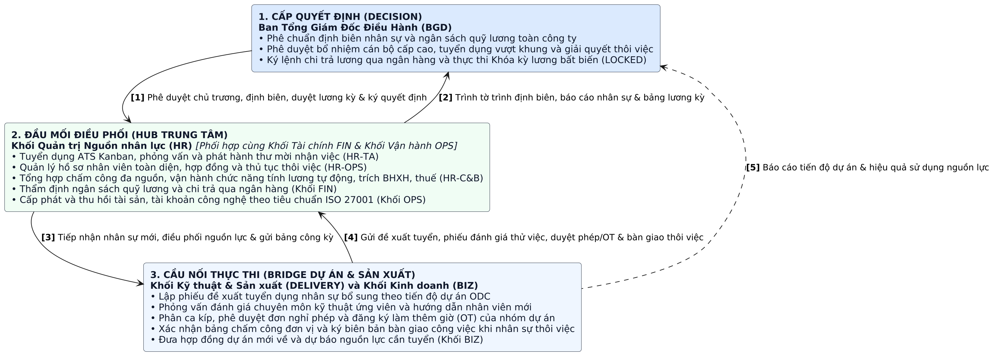 1. CẤP QUYẾT ĐỊNH (DECISION)
Ban Tổng Giám Đốc Điều Hành (BGD)
• Phê chuẩn định biên nhân sự và ngân sách quỹ lương toàn công ty
• Phê duyệt bổ nhiệm cán bộ cấp cao, tuyển dụng vượt khung và giải quyết thôi việc
• Ký lệnh chi trả lương qua ngân hàng và thực thi Khóa kỳ lương bất biến (LOCKED)
[1] Phê duyệt chủ trương, định biên, duyệt lương kỳ & ký quyết định
[2] Trình tờ trình định biên, báo cáo nhân sự & bảng lương kỳ
2. ĐẦU MỐI ĐIỀU PHỐI (HUB TRUNG TÂM)
Khối Quản trị Nguồn nhân lực (HR) [Phối hợp cùng Khối Tài chính FIN & Khối Vận hành OPS]
• Tuyển dụng ATS Kanban, phỏng vấn và phát hành thư mời nhận việc (HR-TA)
• Quản lý hồ sơ nhân viên toàn diện, hợp đồng và thủ tục thôi việc (HR-OPS)
• Tổng hợp chấm công đa nguồn, vận hành chức năng tính lương tự động, trích BHXH, thuế (HR-C&B)
• Thẩm định ngân sách quỹ lương và chi trả qua ngân hàng (Khối FIN)
• Cấp phát và thu hồi tài sản, tài khoản công nghệ theo tiêu chuẩn ISO 27001 (Khối OPS)
[5] Báo cáo tiến độ dự án & hiệu quả sử dụng nguồn lực
[3] Tiếp nhận nhân sự mới, điều phối nguồn lực & gửi bảng công kỳ
[4] Gửi đề xuất tuyển, phiếu đánh giá thử việc, duyệt phép/OT & bàn giao thôi việc
3. CẦU NỐI THỰC THI (BRIDGE DỰ ÁN & SẢN XUẤT)
Khối Kỹ thuật & Sản xuất (DELIVERY) và Khối Kinh doanh (BIZ)
• Lập phiếu đề xuất tuyển dụng nhân sự bổ sung theo tiến độ dự án ODC
• Phỏng vấn đánh giá chuyên môn kỹ thuật ứng viên và hướng dẫn nhân viên mới
• Phân ca kíp, phê duyệt đơn nghỉ phép và đăng ký làm thêm giờ (OT) của nhóm dự án
• Xác nhận bảng chấm công đơn vị và ký biên bản bàn giao công việc khi nhân sự thôi việc
• Đưa hợp đồng dự án mới về và dự báo nguồn lực cần tuyển (Khối BIZ)